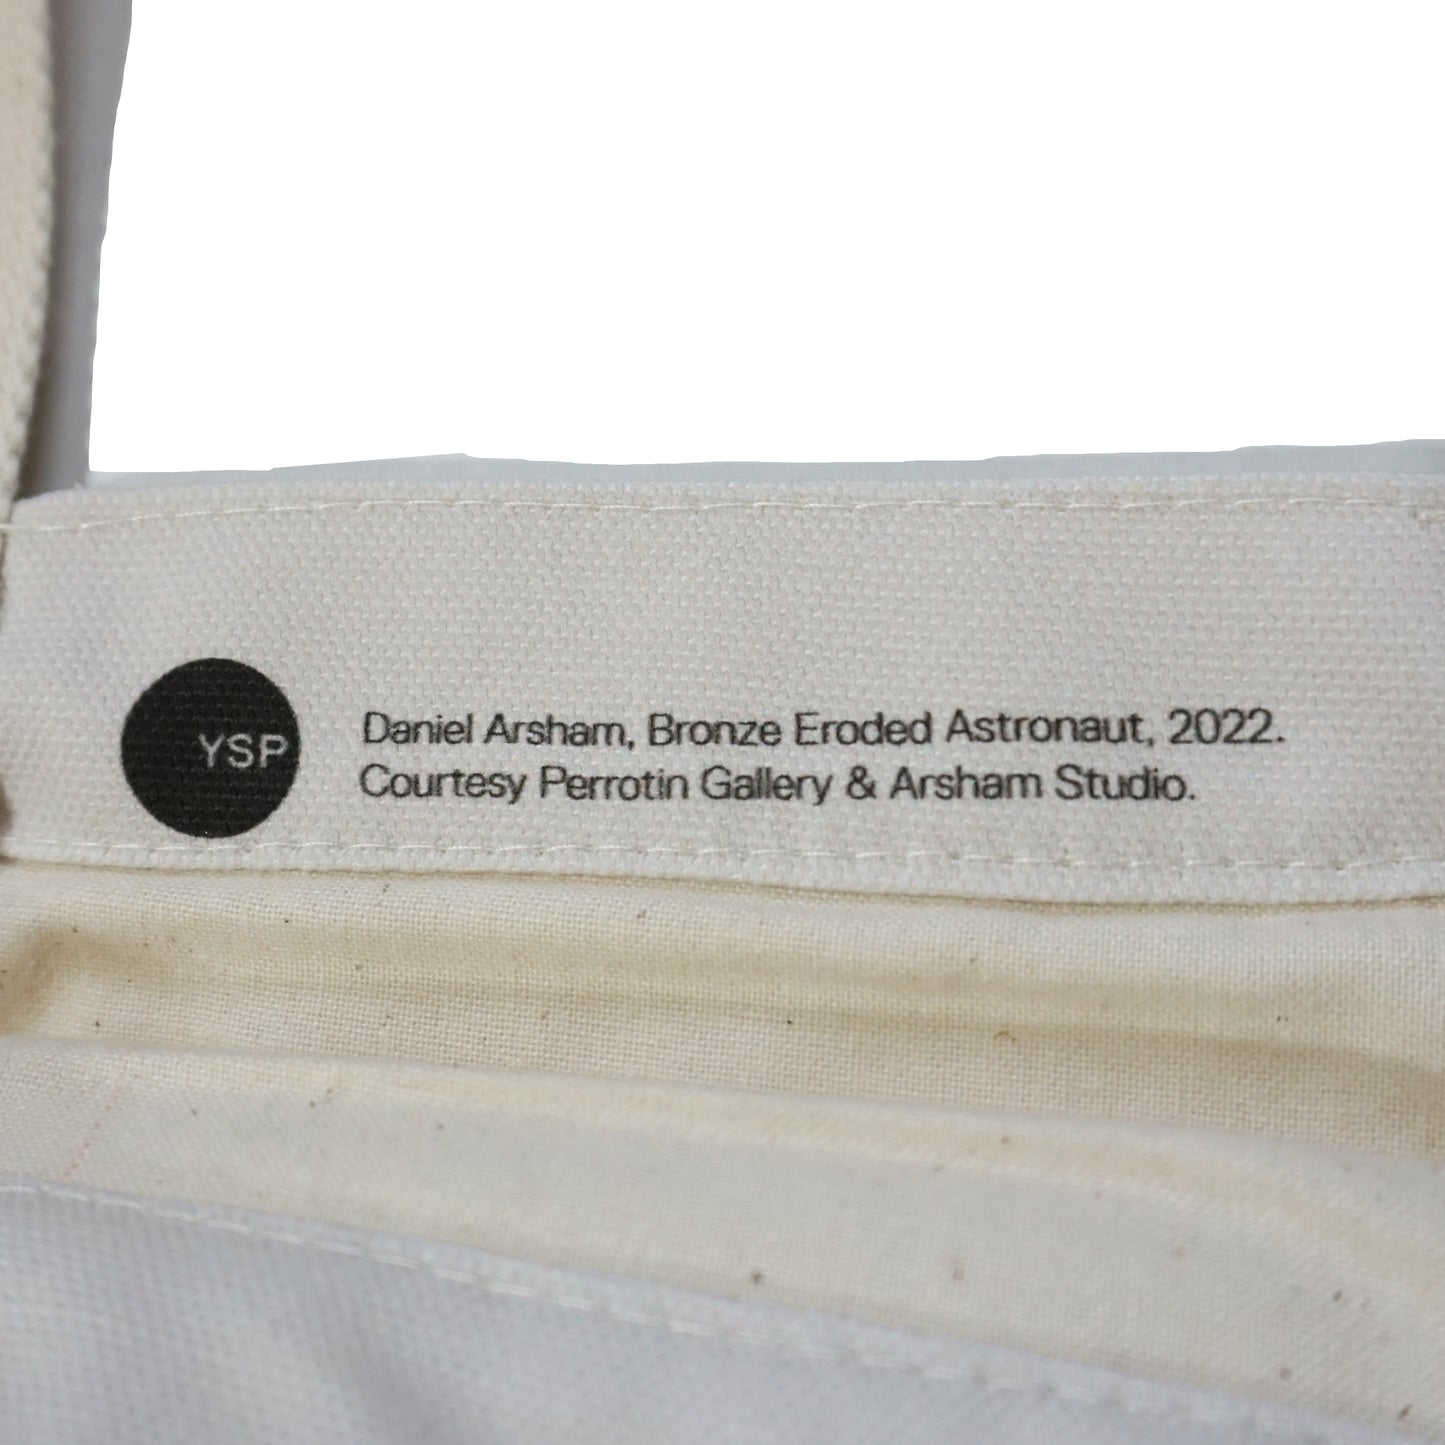 YSP
Daniel Arsham, Bronze Eroded Astronaut, 2022.
Courtesy Perrotin Gallery & Arsham Studio.